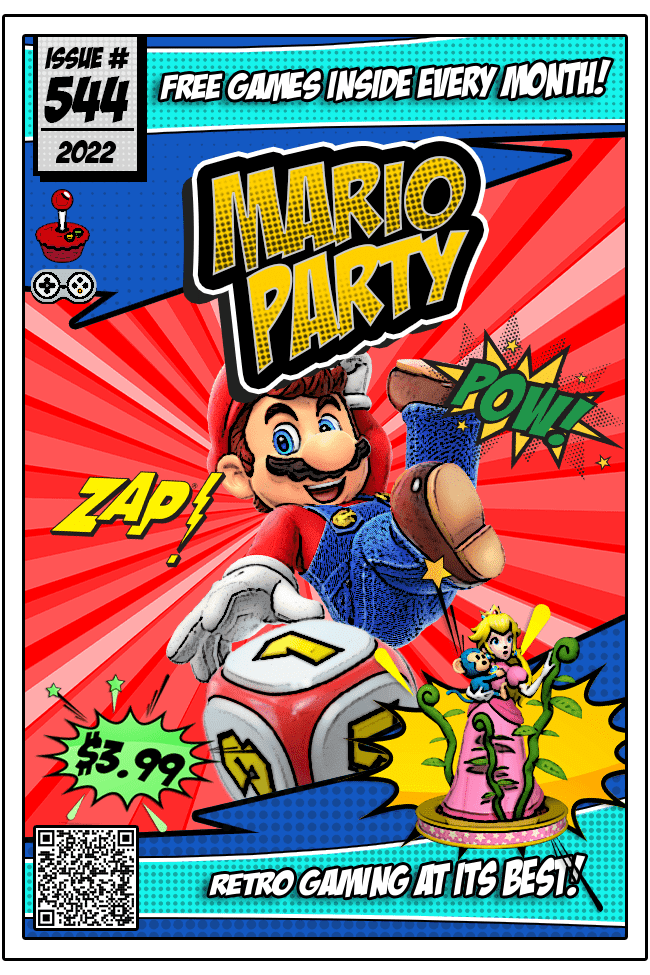 ISSUE #
544
2022
FREE GAMES INSIDE EVERY MONTH!
MARIO
PARTY
POW!
ZAP!
$3.99
RETRO GAMING AT ITS BEST!